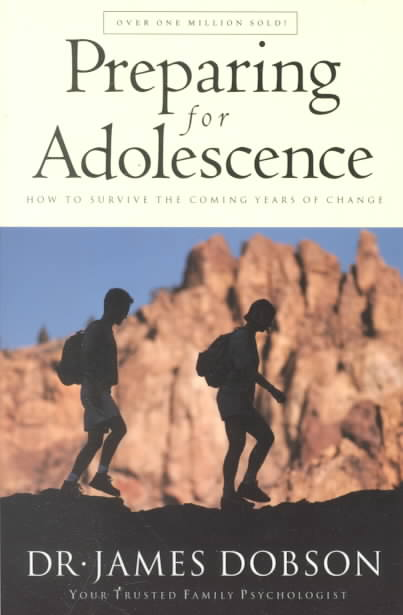 OVER ONE MILLION SOLD!
Preparing
for
Adolescence
HOW TO SURVIVE THE COMING YEARS OF CHANGE
DR· JAMES DOBSON
YOUR TRUSTED FAMILY PSYCHOLOGIST